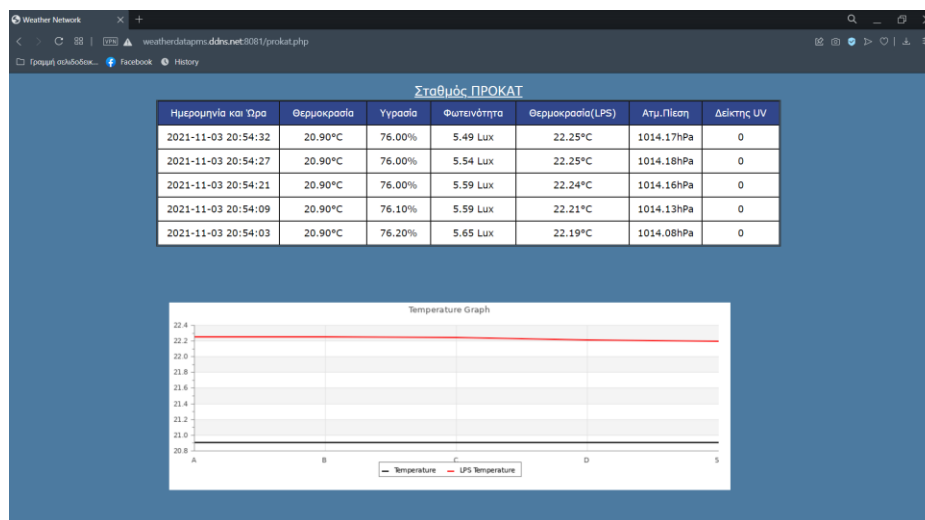 Weather Network
weatherdatapms.ddns.net:8081/prokat.php
VPN
Γραμμή σελιδοδεικ... Facebook History
Σταθμός ΠΡΟΚΑΤ
Ημερομηνία και Ώρα Θερμοκρασία Υγρασία Φωτεινότητα Θερμοκρασία(LPS) Ατμ.Πίεση Δείκτης UV
2021-11-03 20:54:32 20.90°C 76.00% 5.49 Lux 22.25°C 1014.17hPa 0
2021-11-03 20:54:27 20.90°C 76.00% 5.54 Lux 22.25°C 1014.18hPa 0
2021-11-03 20:54:21 20.90°C 76.00% 5.59 Lux 22.24°C 1014.16hPa 0
2021-11-03 20:54:09 20.90°C 76.10% 5.59 Lux 22.21°C 1014.13hPa 0
2021-11-03 20:54:03 20.90°C 76.20% 5.65 Lux 22.19°C 1014.08hPa 0
Temperature Graph
22.4
22.2
22.0
21.8
21.6
21.4
21.2
21.0
20.8
A B C D S
Temperature LPS Temperature